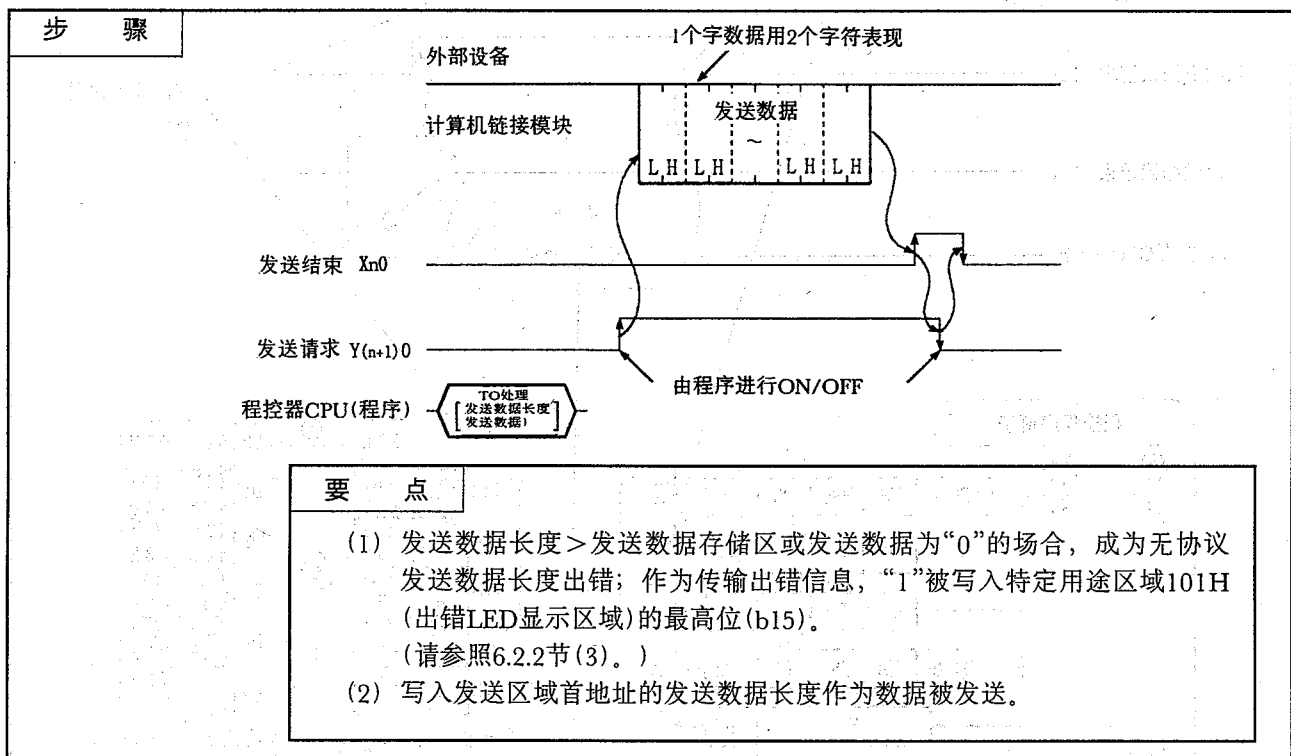 步 骤
1个字数据用2个字符表现
外部设备
计算机链接模块
发送数据
~
L H L H L H L H
发送结束 Xn0
发送请求 Y(n+1)0
由程序进行ON/OFF
程控器CPU(程序)
TO处理
发送数据长度
发送数据1
要 点
(1) 发送数据长度＞发送数据存储区或发送数据为“0”的场合，成为无协议
发送数据长度出错；作为传输出错信息，“1”被写入特定用途区域101H
(出错LED显示区域)的最高位(b15)。
(请参照6.2.2节(3)。)
(2) 写入发送区域首地址的发送数据长度作为数据被发送。